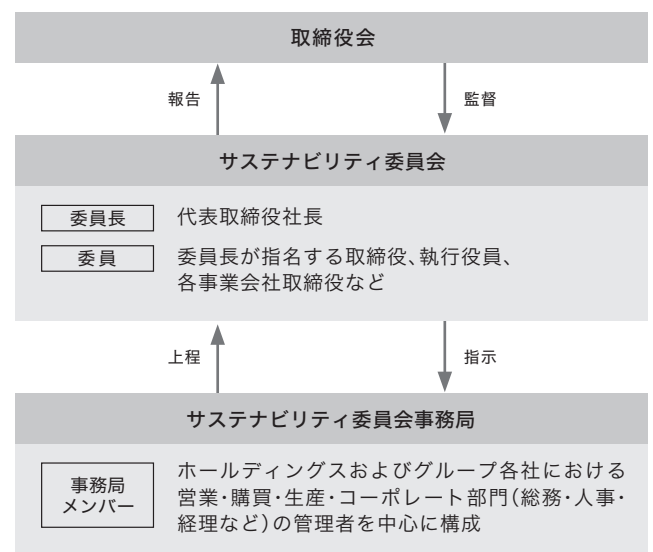 取締役会
報告
監督
サステナビリティ委員会
委員長
代表取締役社長
委員
委員長が指名する取締役、執行役員、
各事業会社取締役など
上程
指示
サステナビリティ委員会事務局
事務局
メンバー
ホールディングスおよびグループ各社における
営業・購買・生産・コーポレート部門(総務・人事・
経理など)の管理者を中心に構成